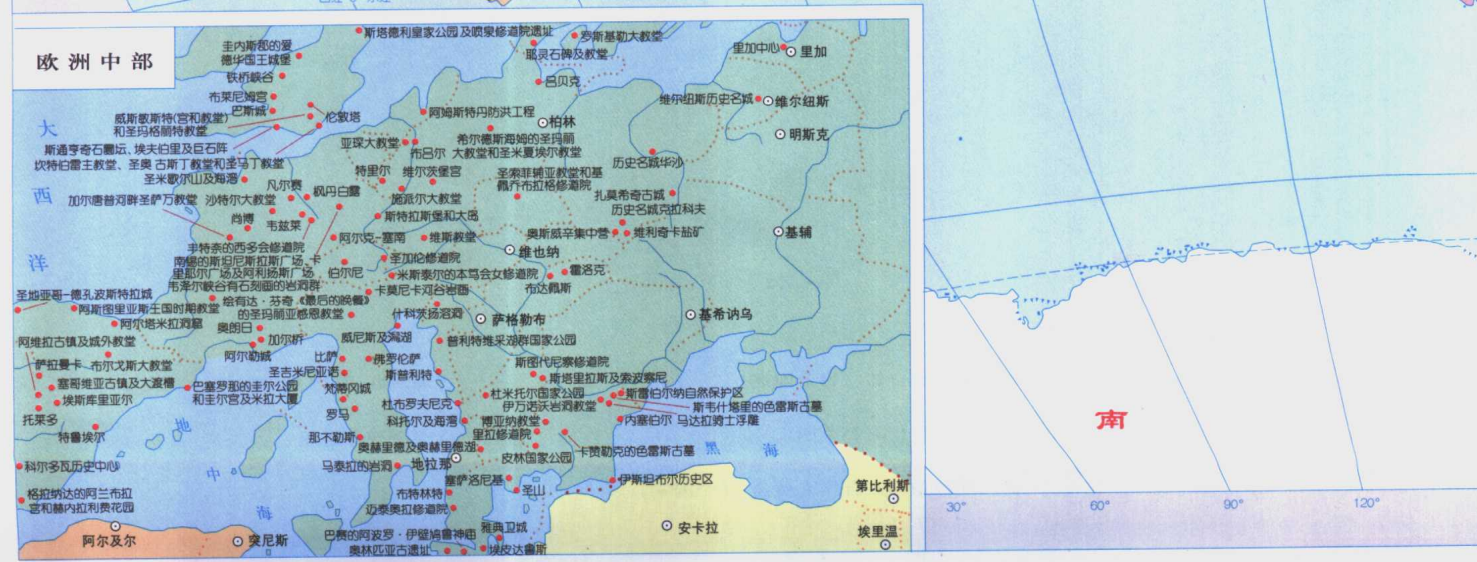 欧洲中部
斯塔德利皇家公园及喷泉修道院遗址
罗斯基勒大教堂
圭内斯郡的爱
德华国王城堡
耶灵石碑及教堂
里加中心
里加
铁桥峡谷
吕贝克
布莱尼姆宫
巴斯城
伦敦塔
维尔纽斯历史名城
维尔纽斯
威斯敏斯特(宫和教堂)
和圣玛格丽特教堂
阿姆斯特丹防洪工程
柏林
大
明斯克
斯通亨奇石圜坛、埃夫伯里及巨石阵
亚琛大教堂
布吕尔
希尔德斯海姆的圣玛丽
大教堂和圣米夏埃尔教堂
坎特伯雷主教堂、圣奥古斯丁教堂和圣马丁教堂
历史名城华沙
圣米歇尔山及海湾
特里尔
维尔茨堡宫
圣索菲亚教堂和基
佩乔布拉格修道院
西
凡尔赛
枫丹白露
施派尔大教堂
扎莫希奇古城
加尔唐普河畔圣萨万教堂
沙特尔大教堂
历史名城克拉科夫
尚博
韦兹莱
斯特拉斯堡和大岛
阿尔克-塞南
维斯教堂
奥斯威辛集中营
维利奇卡盐矿
基辅
丰特奈的西多会修道院
维也纳
洋
南锡的斯坦尼斯拉斯广场、卡
里那尔广场及阿利扬斯广场
伯尔尼
圣加伦修道院
米斯泰尔的本笃会女修道院
霍洛克
布达佩斯
韦泽尔峡谷有石刻画的岩洞群
卡莫尼卡河谷岩画
圣地亚哥-德孔波斯特拉城
绘有达·芬奇《最后的晚餐》
的圣玛丽亚感恩教堂
阿斯图里亚斯王国时期教堂
什科茨扬溶洞
萨格勒布
基希讷乌
阿尔塔米拉洞窟
奥朗日
加尔桥
威尼斯及潟湖
普利特维采湖群国家公园
阿维拉古镇及城外教堂
阿尔勒城
比萨
佛罗伦萨
斯图代尼察修道院
萨拉曼卡
布尔戈斯大教堂
圣吉米尼亚诺
斯普利特
斯塔里拉斯及索波察尼
塞哥维亚古镇及大渡槽
巴塞罗那的圭尔公园
和圭尔宫及米拉大厦
梵蒂冈城
杜米托尔国家公园
斯雷伯尔纳自然保护区
埃斯库里亚尔
杜布罗夫尼克
伊万诺沃岩洞教堂
斯韦什塔里的色雷斯古墓
托莱多
罗马
科托尔及海湾
博亚纳教堂
内塞伯尔
马达拉骑士浮雕
特鲁埃尔
地
那不勒斯
里拉修道院
奥赫里德及奥赫里德湖
皮林国家公园
卡赞勒克的色雷斯古墓
黑
海
科尔多瓦历史中心
中
马泰拉的岩洞
地拉那
塞萨洛尼基
伊斯坦布尔历史区
第比利斯
格拉纳达的阿兰布拉
宫和赫内拉利费花园
布特林特
圣山
海
迈泰奥拉修道院
阿尔及尔
突尼斯
巴赛的阿波罗·伊壁鸠鲁神庙
雅典卫城
安卡拉
埃里温
奥林匹亚古遗址
埃皮达鲁斯
南
30°
60°
90°
120°